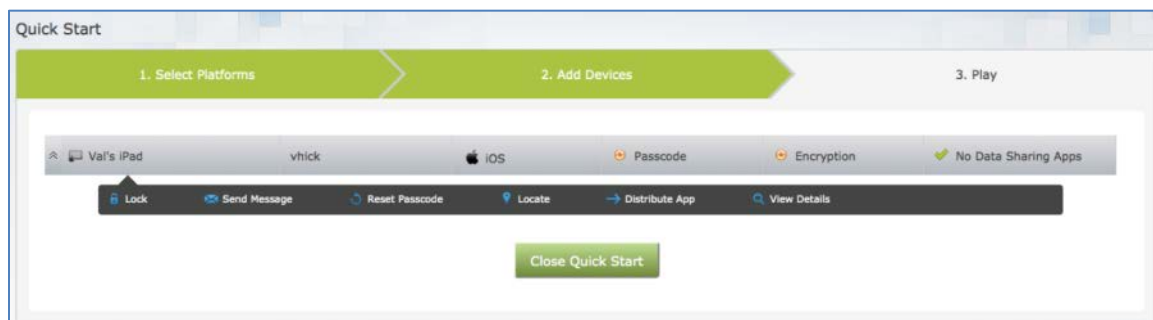 Quick Start
1. Select Platforms 2. Add Devices 3. Play
Val's iPad vhick iOS Passcode Encryption No Data Sharing Apps
Lock Send Message Reset Passcode Locate Distribute App View Details
Close Quick Start